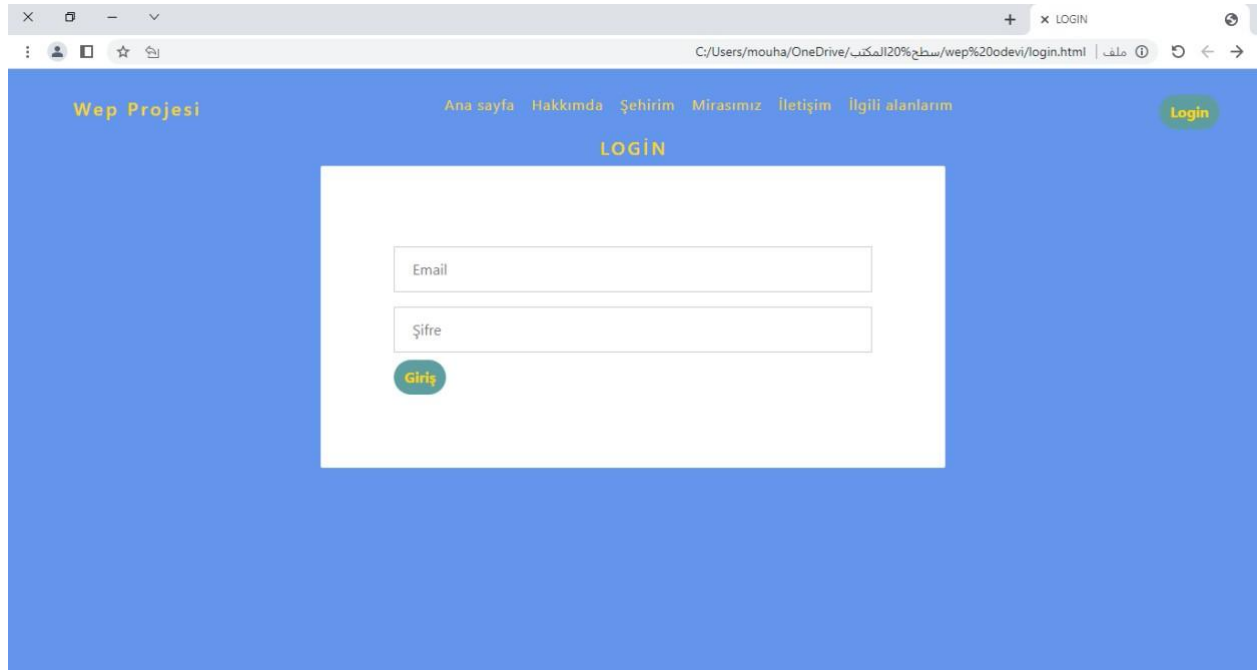 LOGIN
C:/Users/mouha/OneDrive/سطح%20المكتب/wep%20odevi/login.html | ملف
Wep Projesi
Ana sayfa Hakkımda Şehirim Mirasımız İletişim İlgili alanlarım
Login
LOGİN
Email
Şifre
Giriş